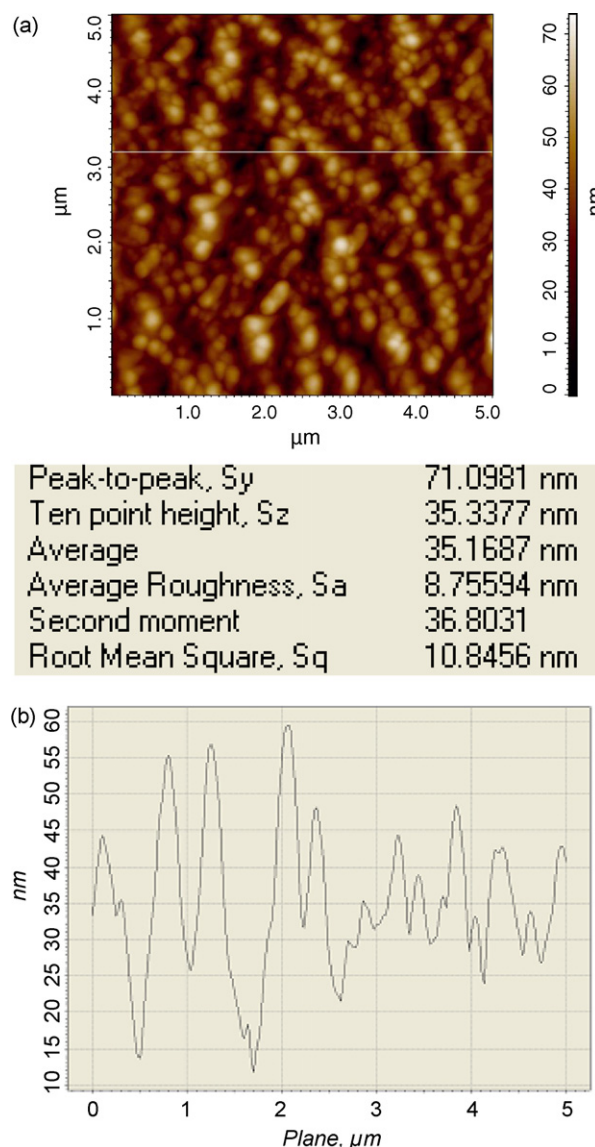 (a)
5.0
4.0
3.0
2.0
1.0
µm
1.0 2.0 3.0 4.0 5.0
µm
70
60
50
40
30
20
10
0
nm
Peak-to-peak, Sy 71.0981 nm
Ten point height, Sz 35.3377 nm
Average 35.1687 nm
Average Roughness, Sa 8.75594 nm
Second moment 36.8031
Root Mean Square, Sq 10.8456 nm
(b)
60
55
50
45
40
35
30
25
20
15
10
nm
0 1 2 3 4 5
Plane, µm